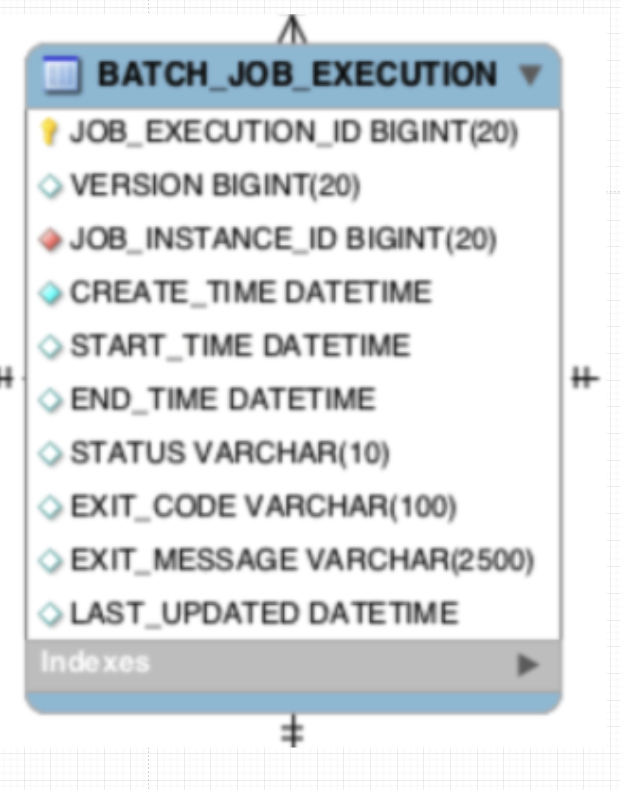 BATCH_JOB_EXECUTION
JOB_EXECUTION_ID BIGINT(20)
VERSION BIGINT(20)
JOB_INSTANCE_ID BIGINT(20)
CREATE_TIME DATETIME
START_TIME DATETIME
END_TIME DATETIME
STATUS VARCHAR(10)
EXIT_CODE VARCHAR(100)
EXIT_MESSAGE VARCHAR(2500)
LAST_UPDATED DATETIME
Indexes